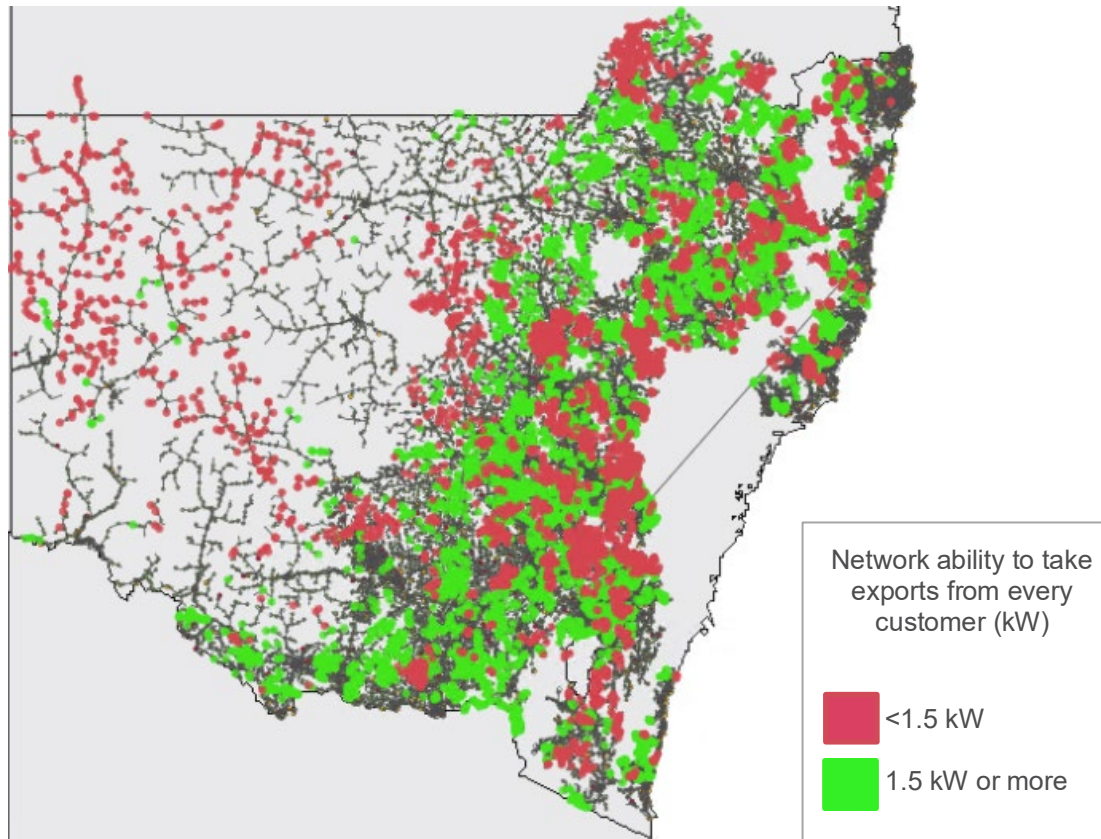 Network ability to take
exports from every
customer (kW)
<1.5 kW
1.5 kW or more